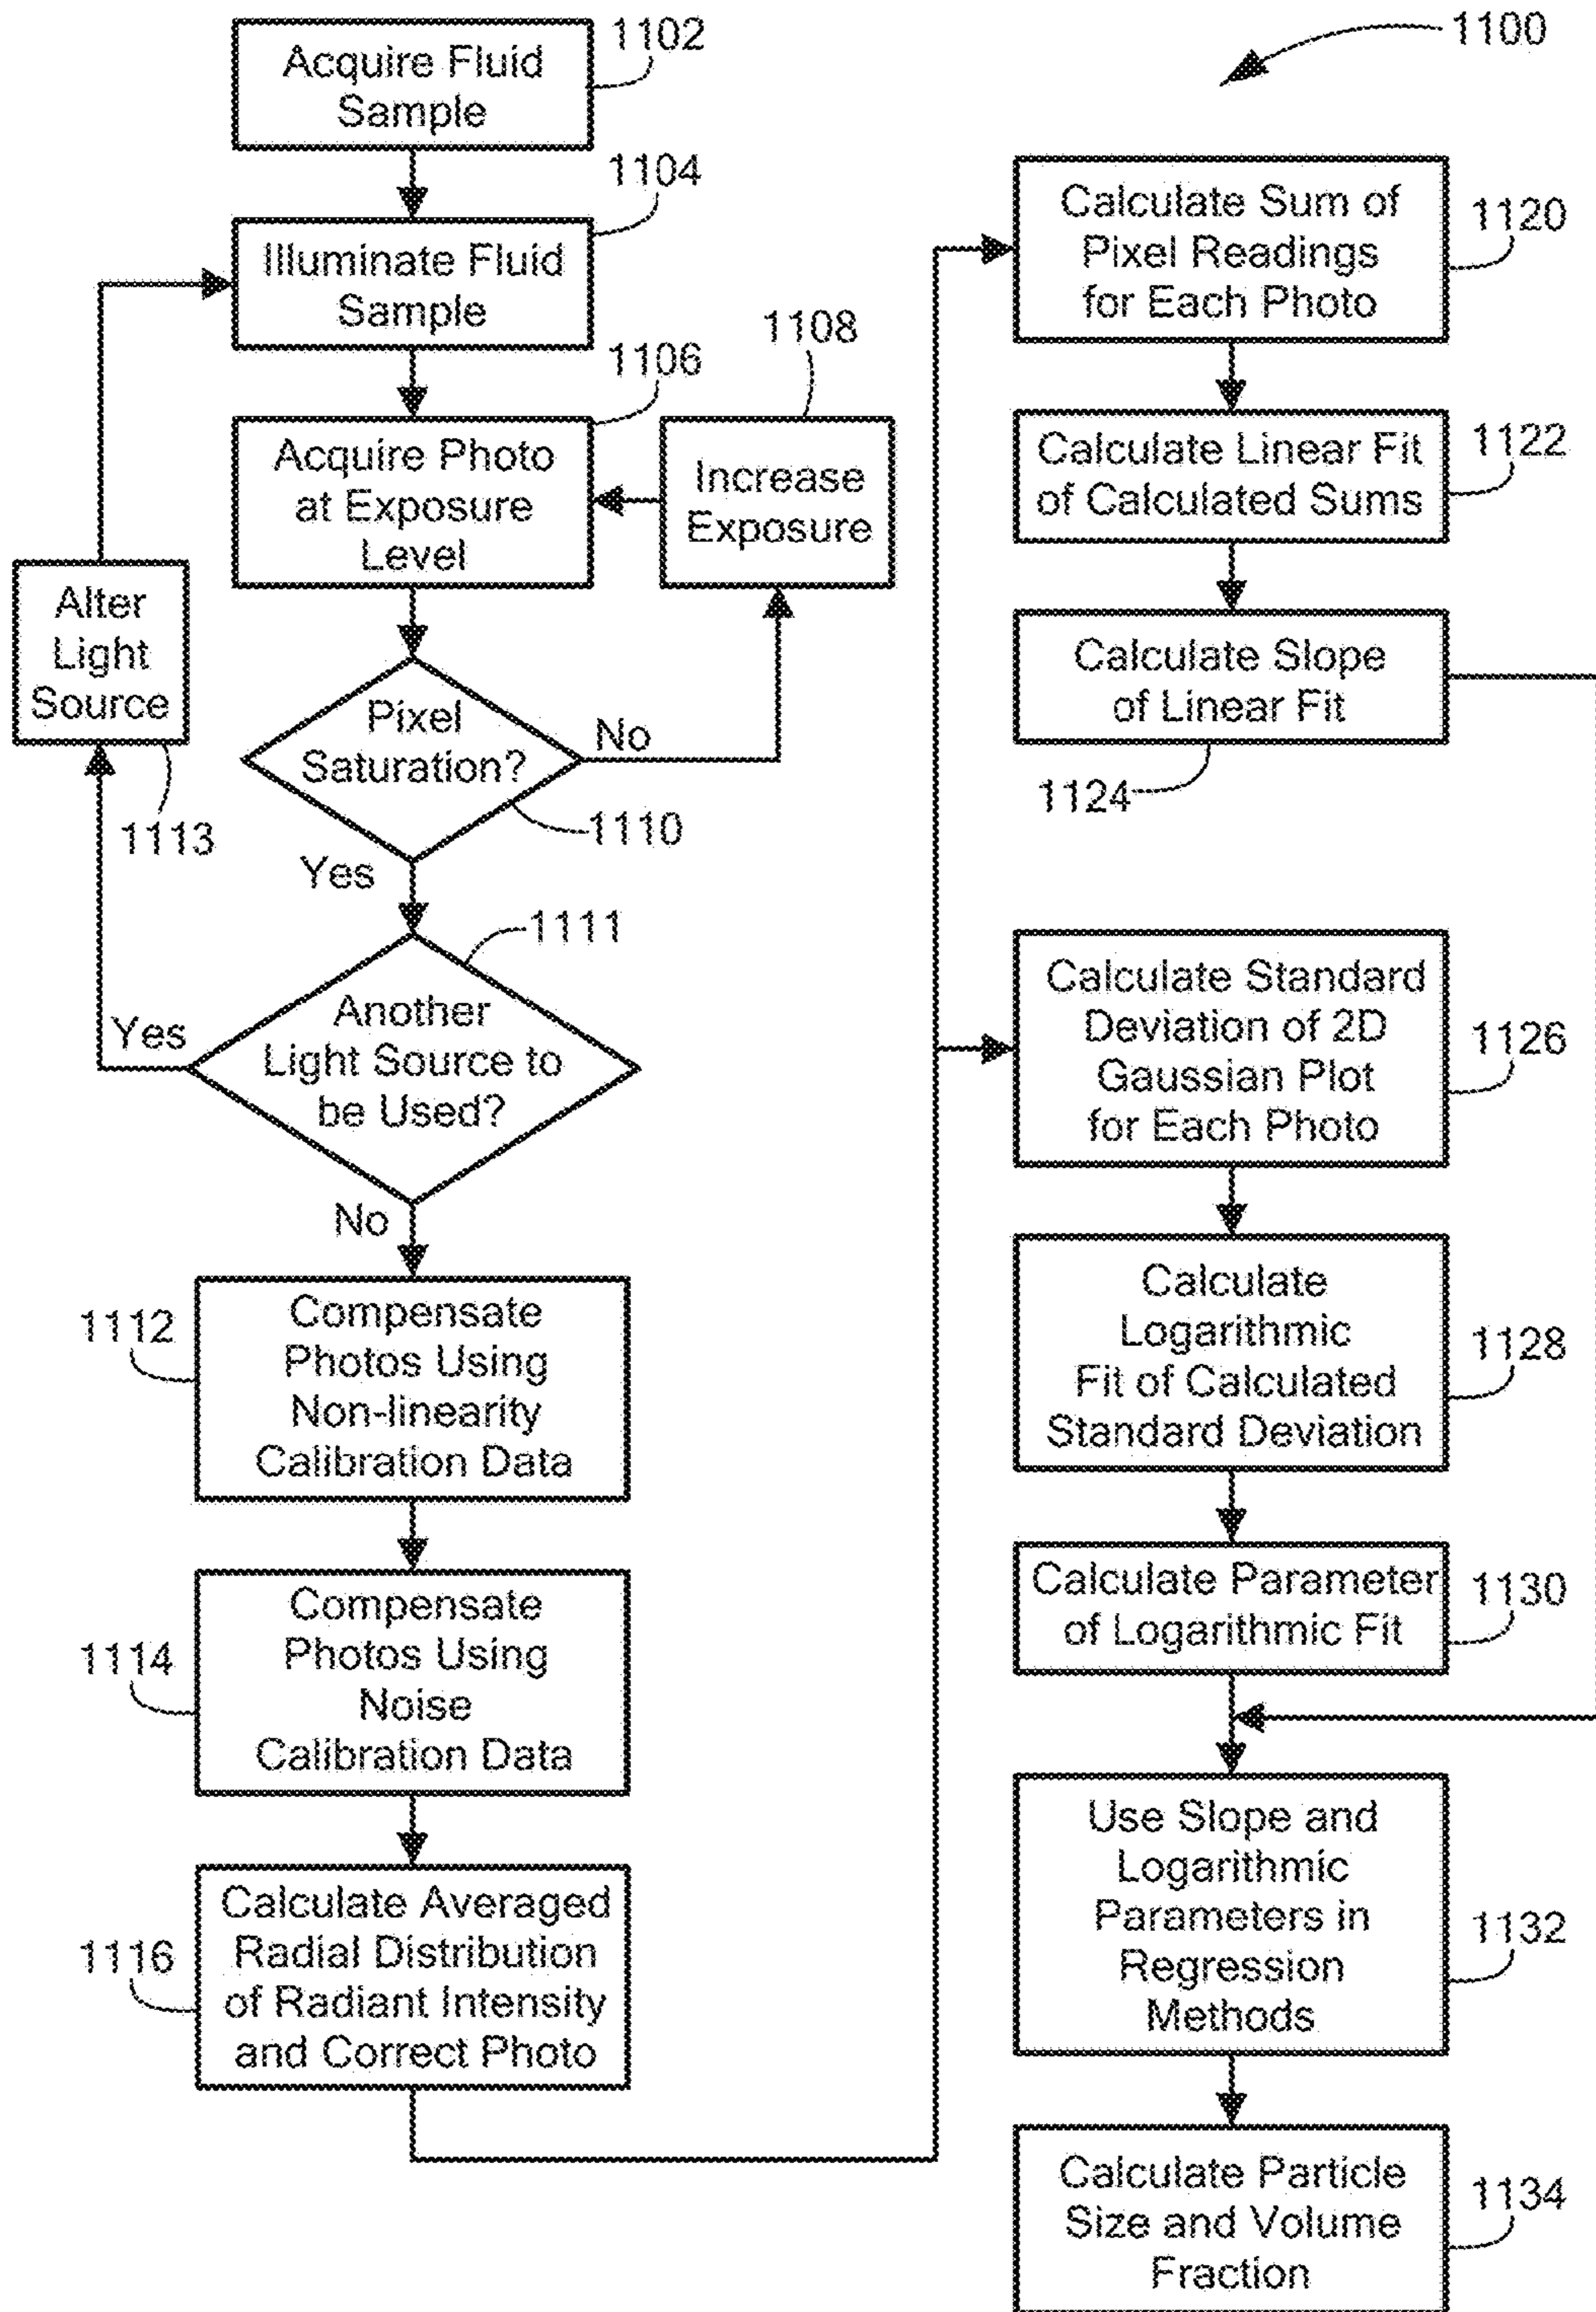 1100
Acquire Fluid
Sample
1102
Illuminate Fluid
Sample
1104
Acquire Photo
at Exposure
Level
1106
Increase
Exposure
1108
Alter
Light
Source
1113
Pixel
Saturation?
No
Yes
1110
Another
Light Source to
be Used?
1111
Yes
No
Compensate
Photos Using
Non-linearity
Calibration Data
1112
Compensate
Photos Using
Noise
Calibration Data
1114
Calculate Averaged
Radial Distribution
of Radiant Intensity
and Correct Photo
1116
Calculate Sum of
Pixel Readings
for Each Photo
1120
Calculate Linear Fit
of Calculated Sums
1122
Calculate Slope
of Linear Fit
1124
Calculate Standard
Deviation of 2D
Gaussian Plot
for Each Photo
1126
Calculate
Logarithmic
Fit of Calculated
Standard Deviation
1128
Calculate Parameter
of Logarithmic Fit
1130
Use Slope and
Logarithmic
Parameters in
Regression
Methods
1132
Calculate Particle
Size and Volume
Fraction
1134